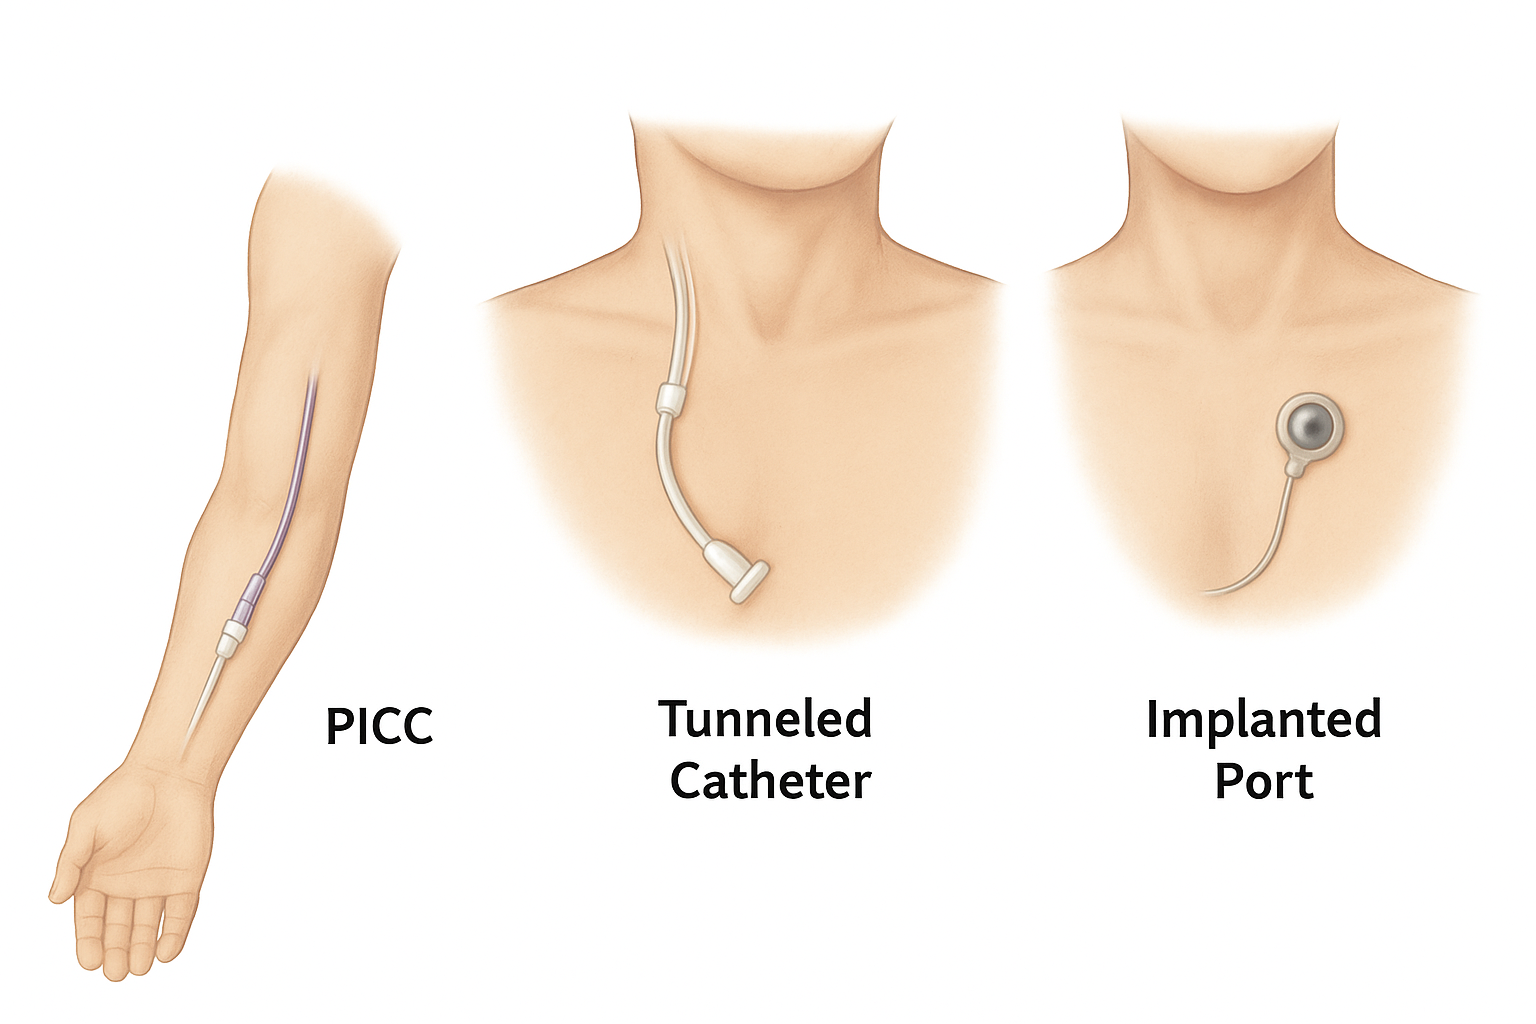 PICC
Tunneled
Catheter
Implanted
Port